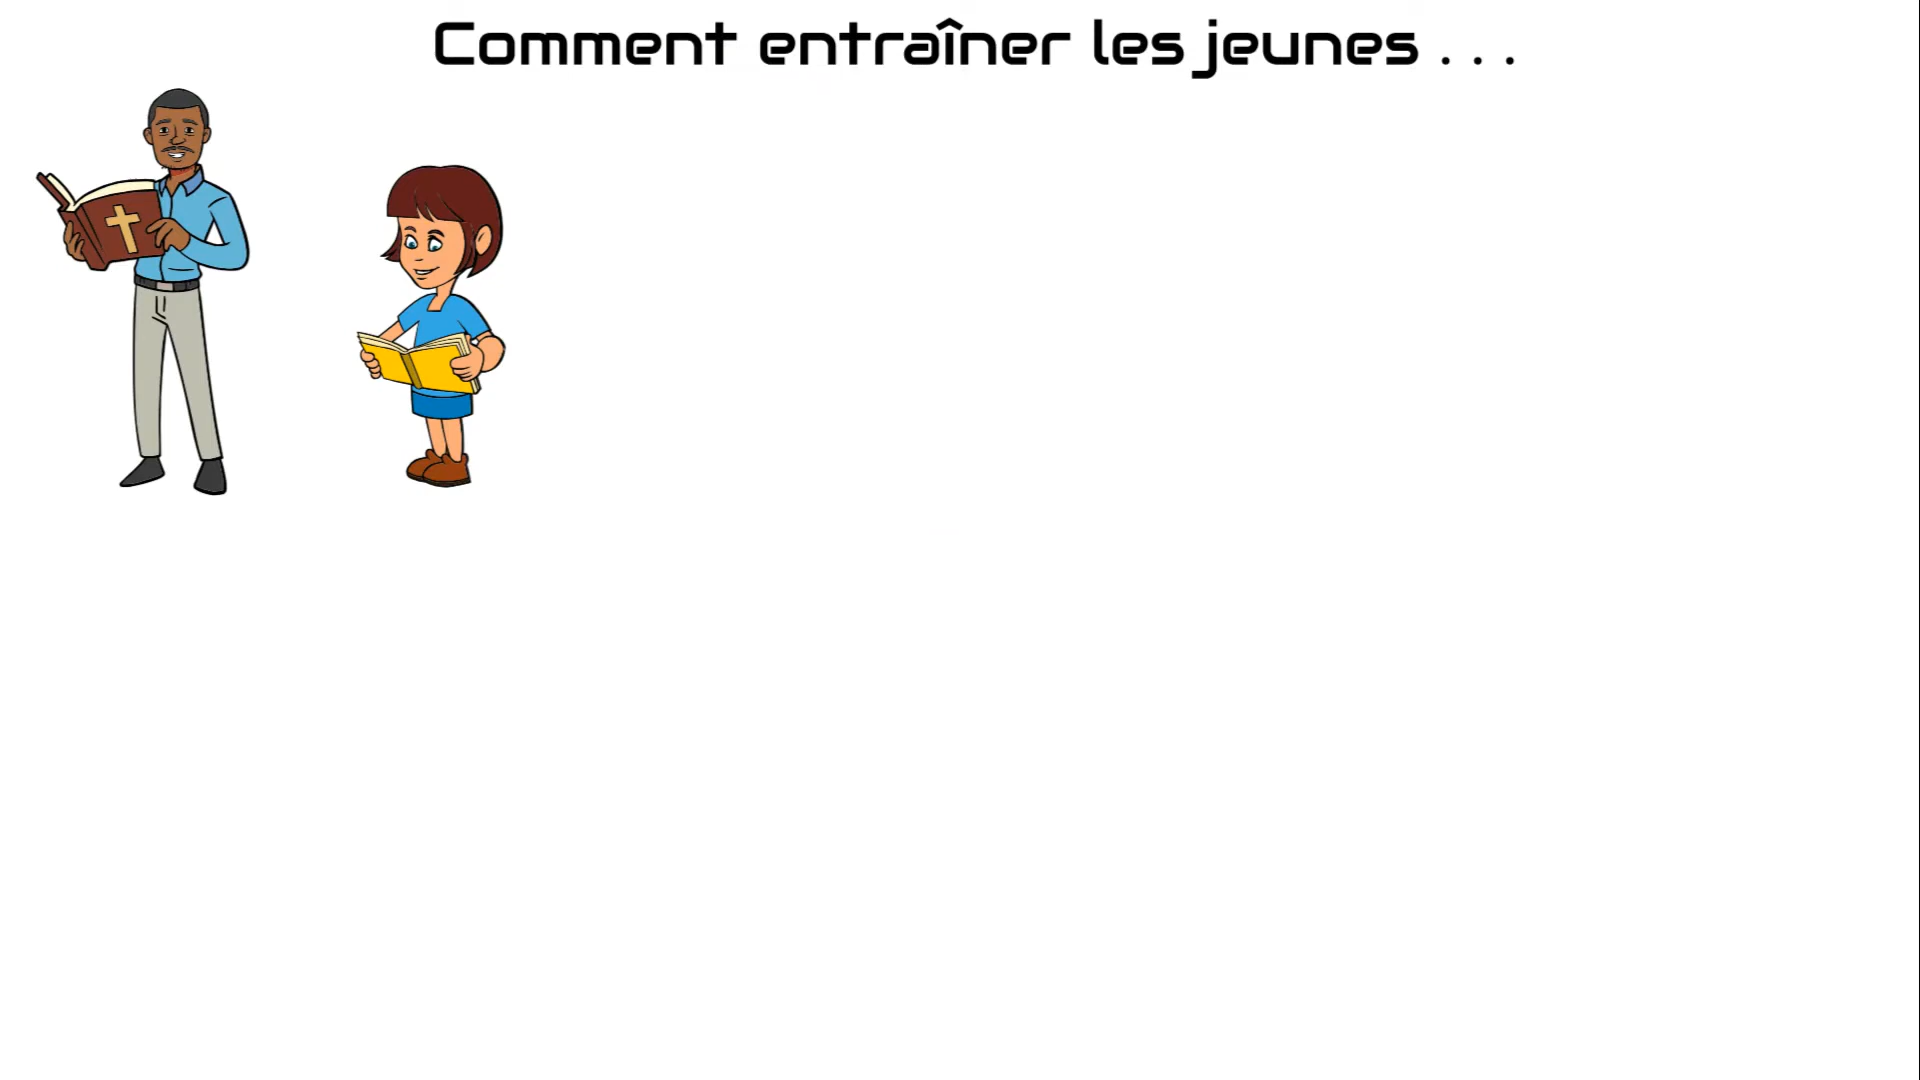 Comment entraîner les jeunes . . .